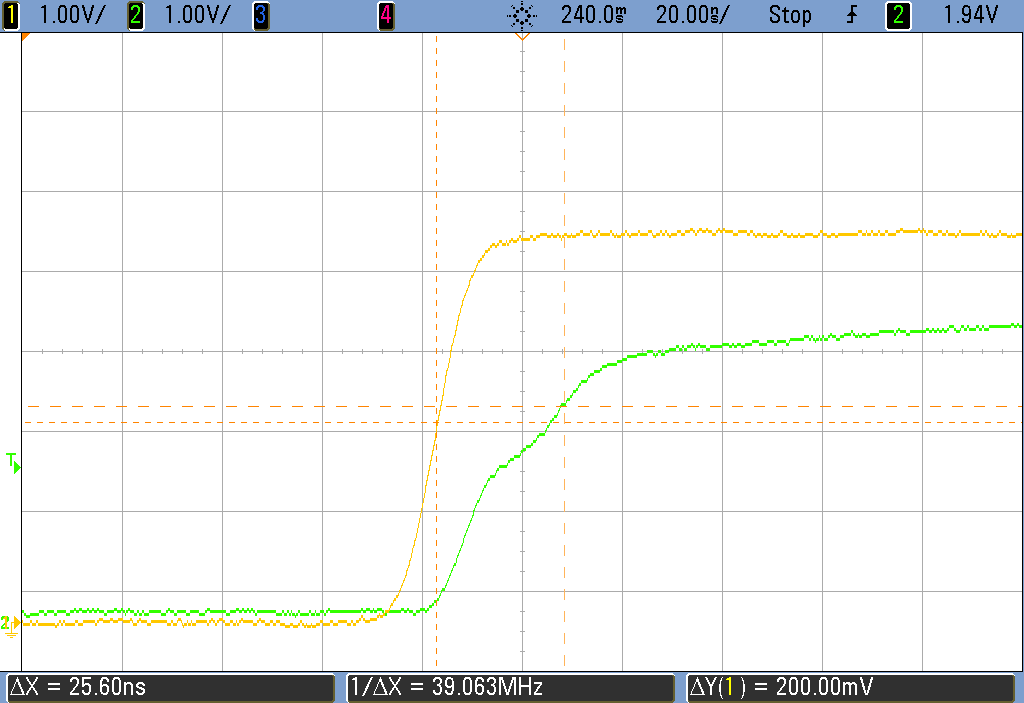 1 1.00V/ 2 1.00V/ 3 4 240.0ms 20.00ns/ Stop 2 1.94V
T
2
ΔX = 25.60ns 1/ΔX = 39.063MHz ΔY(1) = 200.00mV